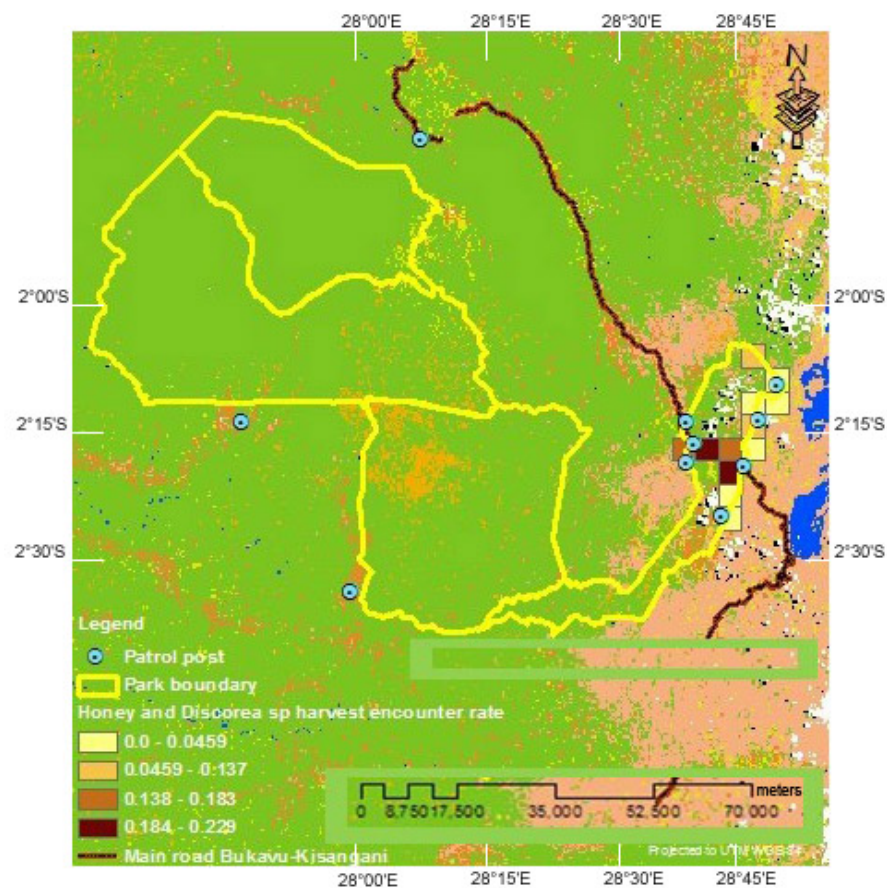 28°00'E 28°15'E 28°30'E 28°45'E
N
2°00'S 2°00'S
2°15'S 2°15'S
2°30'S 2°30'S
Legend
Patrol post
Park boundary
Honey and Discorea sp harvest encounter rate
0.0 - 0.0459
0.0459 - 0.137
0.138 - 0.183
0.184 - 0.229
Main road Bukavu-Kisangani
meters
0 8,750 17,500 35,000 52,500 70,000
Projected to UTM WGS 84
28°00'E 28°15'E 28°30'E 28°45'E